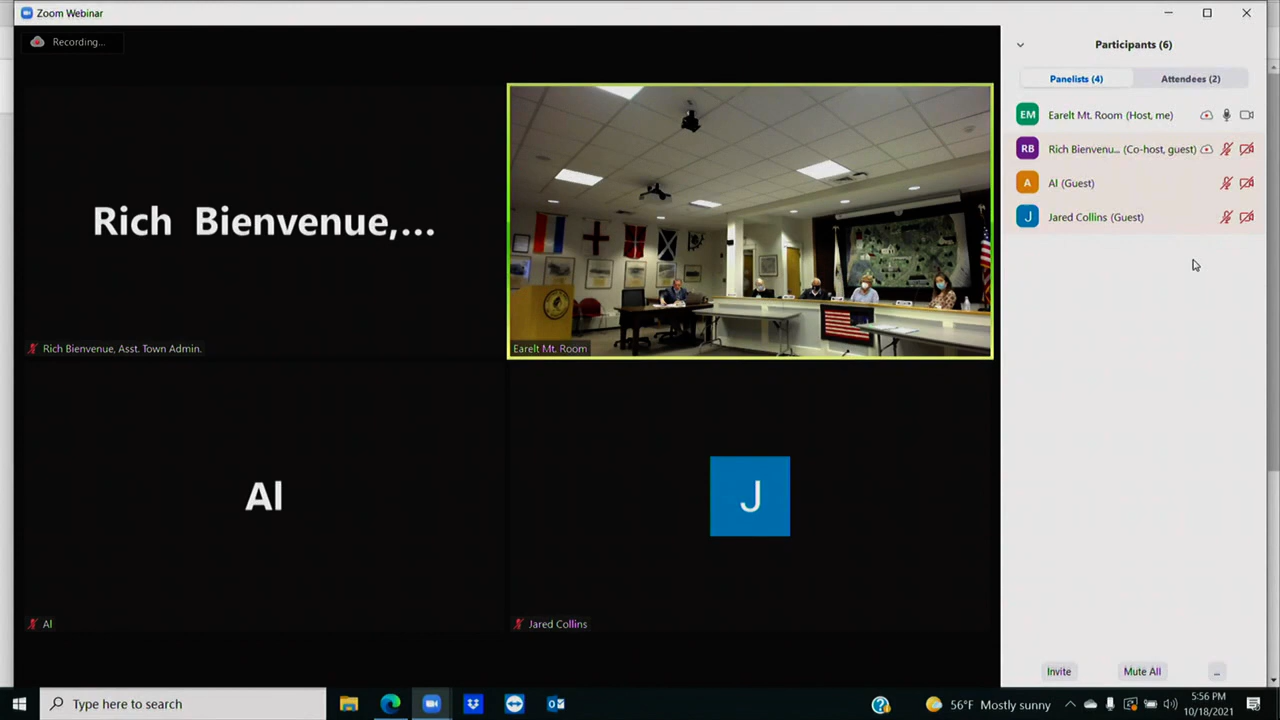 Zoom Webinar
Recording...
Rich Bienvenue,...
Rich Bienvenue, Asst. Town Admin.
Earelt Mt. Room
Al
Al
J
Jared Collins
Participants (6)
Panelists (4)
Attendees (2)
EM Earelt Mt. Room (Host, me)
RB Rich Bienvenu... (Co-host, guest)
A Al (Guest)
J Jared Collins (Guest)
Invite
Mute All
...
Type here to search
56°F Mostly sunny
5:56 PM
10/18/2021